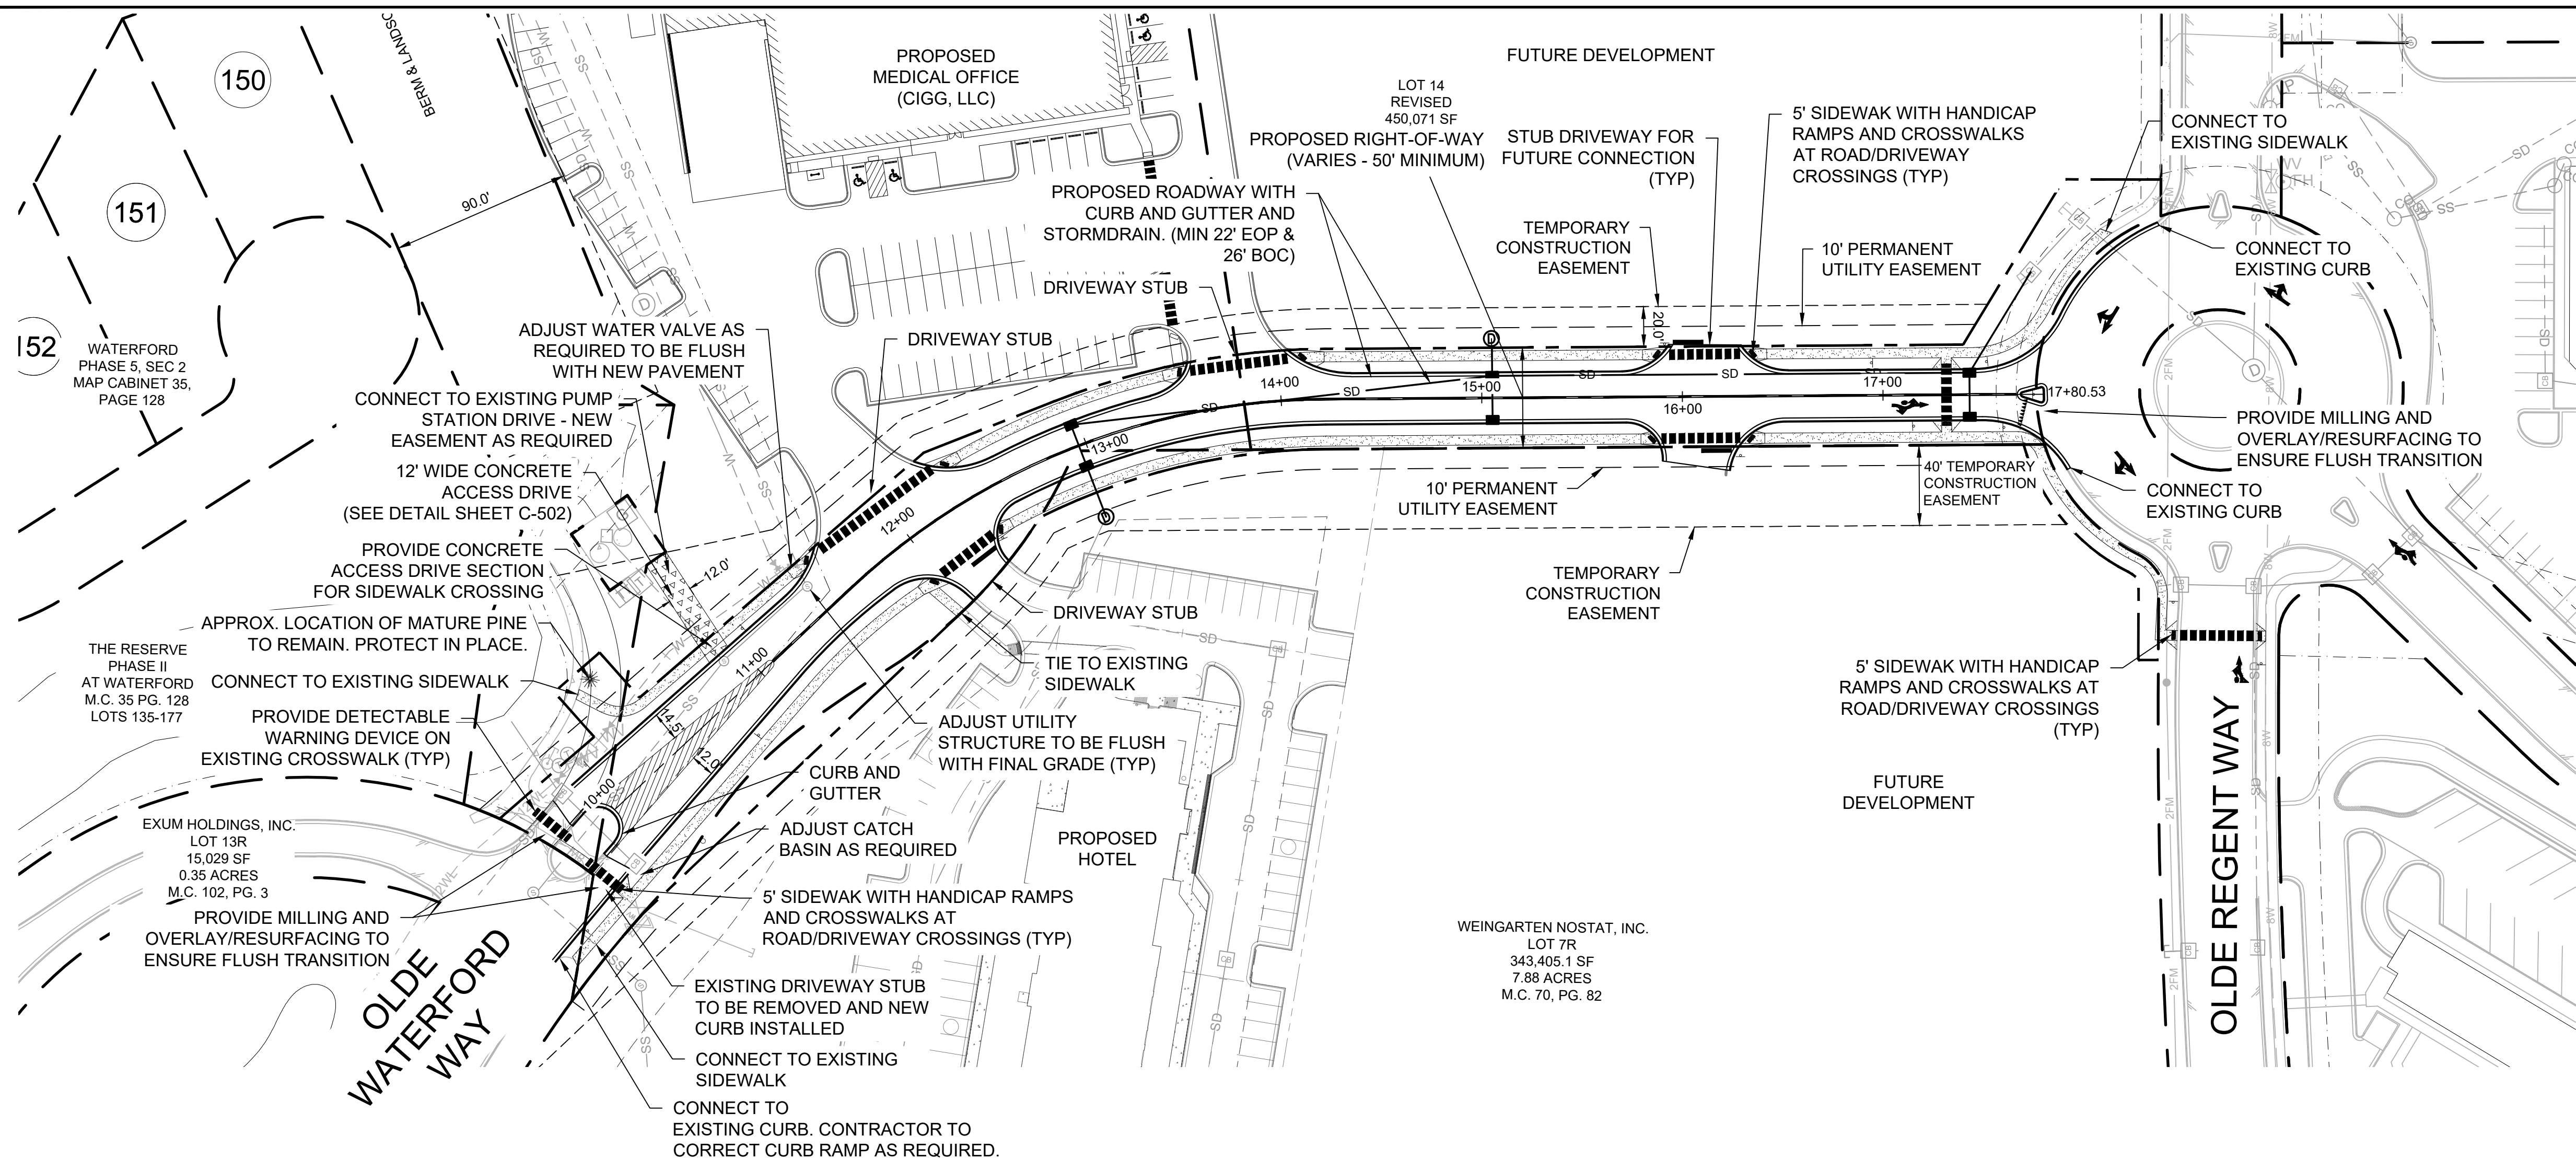 BERM & LANDSC
150
151
152
90.0'
WATERFORD
PHASE 5, SEC 2
MAP CABINET 35,
PAGE 128
PROPOSED
MEDICAL OFFICE
(CIGG, LLC)
FUTURE DEVELOPMENT
LOT 14
REVISED
450,071 SF
PROPOSED RIGHT-OF-WAY
(VARIES - 50' MINIMUM)
STUB DRIVEWAY FOR
FUTURE CONNECTION
(TYP)
5' SIDEWAK WITH HANDICAP
RAMPS AND CROSSWALKS
AT ROAD/DRIVEWAY
CROSSINGS (TYP)
CONNECT TO
EXISTING SIDEWALK
PROPOSED ROADWAY WITH
CURB AND GUTTER AND
STORMDRAIN. (MIN 22' EOP &
26' BOC)
TEMPORARY
CONSTRUCTION
EASEMENT
10' PERMANENT
UTILITY EASEMENT
CONNECT TO
EXISTING CURB
DRIVEWAY STUB
DRIVEWAY STUB
20.0'
ADJUST WATER VALVE AS
REQUIRED TO BE FLUSH
WITH NEW PAVEMENT
CONNECT TO EXISTING PUMP
STATION DRIVE - NEW
EASEMENT AS REQUIRED
12' WIDE CONCRETE
ACCESS DRIVE
(SEE DETAIL SHEET C-502)
PROVIDE CONCRETE
ACCESS DRIVE SECTION
FOR SIDEWALK CROSSING
12.0'
APPROX. LOCATION OF MATURE PINE
TO REMAIN. PROTECT IN PLACE.
THE RESERVE
PHASE II
AT WATERFORD
M.C. 35 PG. 128
LOTS 135-177
CONNECT TO EXISTING SIDEWALK
PROVIDE DETECTABLE
WARNING DEVICE ON
EXISTING CROSSWALK (TYP)
10+00
11+00
12+00
13+00
14+00
15+00
16+00
17+00
17+80.53
SD
SD
SD
SD
D
D
14.5'
12.0'
PROVIDE MILLING AND
OVERLAY/RESURFACING TO
ENSURE FLUSH TRANSITION
CONNECT TO
EXISTING CURB
40' TEMPORARY
CONSTRUCTION
EASEMENT
10' PERMANENT
UTILITY EASEMENT
TEMPORARY
CONSTRUCTION
EASEMENT
DRIVEWAY STUB
TIE TO EXISTING
SIDEWALK
ADJUST UTILITY
STRUCTURE TO BE FLUSH
WITH FINAL GRADE (TYP)
CURB AND
GUTTER
ADJUST CATCH
BASIN AS REQUIRED
PROPOSED
HOTEL
5' SIDEWAK WITH HANDICAP
RAMPS AND CROSSWALKS AT
ROAD/DRIVEWAY CROSSINGS
(TYP)
FUTURE
DEVELOPMENT
EXUM HOLDINGS, INC.
LOT 13R
15,029 SF
0.35 ACRES
M.C. 102, PG. 3
PROVIDE MILLING AND
OVERLAY/RESURFACING TO
ENSURE FLUSH TRANSITION
5' SIDEWAK WITH HANDICAP RAMPS
AND CROSSWALKS AT
ROAD/DRIVEWAY CROSSINGS (TYP)
EXISTING DRIVEWAY STUB
TO BE REMOVED AND NEW
CURB INSTALLED
CONNECT TO EXISTING
SIDEWALK
CONNECT TO
EXISTING CURB. CONTRACTOR TO
CORRECT CURB RAMP AS REQUIRED.
WEINGARTEN NOSTAT, INC.
LOT 7R
343,405.1 SF
7.88 ACRES
M.C. 70, PG. 82
OLDE
WATERFORD
WAY
OLDE REGENT WAY